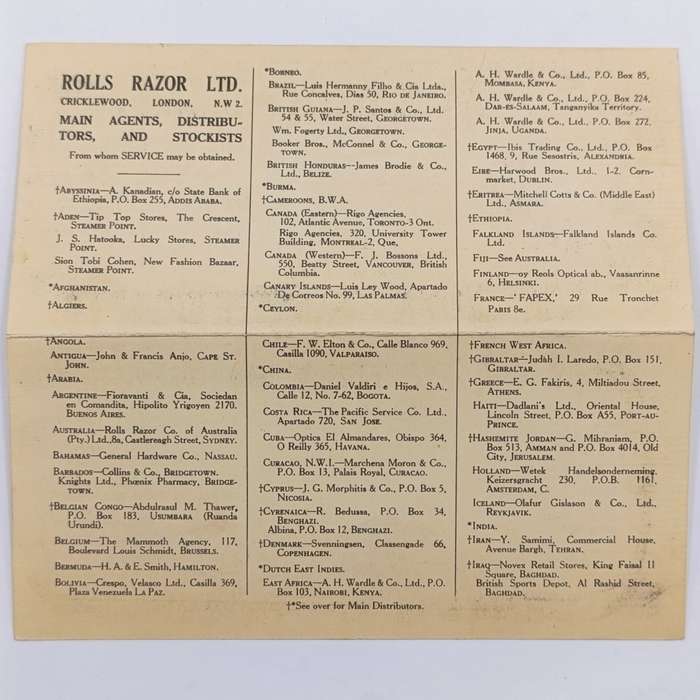 ROLLS RAZOR LTD.
CRICKLEWOOD, LONDON, N.W 2.
MAIN AGENTS, DISTRIBU-
TORS, AND STOCKISTS
From whom SERVICE may be obtained.
†ABYSSINIA—A. Kanadian, c/o State Bank of
Ethiopia, P.O. Box 255, ADDIS ABABA.
†ADEN—Tip Top Stores, The Crescent,
STEAMER POINT.
J. S. Hatooka, Lucky Stores, STEAMER
POINT.
Sion Tobi Cohen, New Fashion Bazaar,
STEAMER POINT.
*AFGHANISTAN.
†ALGIERS.
†ANGOLA.
ANTIGUA—John & Francis Anjo, CAPE ST.
JOHN.
†ARABIA.
ARGENTINE—Fioravanti & Cia, Sociedan
en Comandita, Hipolito Yrigoyen 2170.
BUENOS AIRES.
AUSTRALIA—Rolls Razor Co. of Australia
(Pty.) Ltd.,8a, Castlereagh Street, SYDNEY.
BAHAMAS—General Hardware Co., NASSAU.
BARBADOS—Collins & Co., BRIDGETOWN.
Knights Ltd., Phœnix Pharmacy, BRIDGE-
TOWN.
†BELGIAN CONGO—Abdulrasul M. Thawer,
P.O. Box 183, USUMBARA (Ruanda
Urundi).
BELGIUM—The Mammoth Agency, 117,
Boulevard Louis Schmidt, BRUSSELS.
BERMUDA—H. A. & E. Smith, HAMILTON.
BOLIVIA—Crespo, Velasco Ltd., Casilla 369,
Plaza Venezuela LA PAZ.
*BORNEO.
BRAZIL—Luis Hermanny Filho & Cia Ltda.,
Rue Concalves, Dias 50, RIO DE JANEIRO.
BRITISH GUIANA—J. P. Santos & Co., Ltd.
54 & 55, Water Street, GEORGETOWN.
Wm. Fogerty Ltd., GEORGETOWN.
Booker Bros., McConnel & Co., GEORGE-
TOWN.
BRITISH HONDURAS—James Brodie & Co.,
Ltd., BELIZE.
*BURMA.
†CAMEROONS, B.W.A.
CANADA (Eastern)—Rigo Agencies,
102, Atlantic Avenue, TORONTO-3 Ont.
Rigo Agencies, 320, University Tower
Building, MONTREAL-2, Que,
CANADA (Western)—F. J. Bossons Ltd.,
550, Beatty Street, VANCOUVER, British
Columbia.
CANARY ISLANDS—Luis Ley Wood, Apartado
De Correos No. 99, LAS PALMAS.
*CEYLON.
CHILE—F. W. Elton & Co., Calle Blanco 969,
Casilla 1090, VALPARAISO.
*CHINA.
COLOMBIA—Daniel Valdiri e Hijos, S.A.,
Calle 12, No. 7-62, BOGOTA.
COSTA RICA—The Pacific Service Co. Ltd.,
Apartado 720, SAN JOSE.
CUBA—Optica El Almandares, Obispo 364,
O Reilly 365, HAVANA.
CURACAO, N.W.I.—Marchena Moron & Co.,
P.O. Box 13, Palais Royal, CURACAO.
†CYPRUS—J. G. Morphitis & Co., P.O. Box 5,
NICOSIA.
†CYRENAICA—R. Bedussa, P.O. Box 34,
BENGHAZI.
Albina, P.O. Box 12, BENGHAZI.
†DENMARK—Svenningsen, Classengade 66,
COPENHAGEN.
*DUTCH EAST INDIES.
EAST AFRICA—A. H. Wardle & Co., Ltd., P.O.
Box 103, NAIROBI, KENYA.
†*See over for Main Distributors.
A. H. Wardle & Co., Ltd., P.O. Box 85,
MOMBASA, KENYA.
A. H. Wardle & Co., Ltd., P.O. Box 224,
DAR-ES-SALAAM, Tanganyika Territory.
A. H. Wardle & Co., Ltd., P.O. Box 272,
JINJA, UGANDA.
†EGYPT—Ibis Trading Co., Ltd., P.O. Box
1468, 9, Rue Sesostris, ALEXANDRIA.
EIRE—Harwood Bros., Ltd., 1-2. Corn-
market, DUBLIN.
†ERITREA—Mitchell Cotts & Co. (Middle East)
Ltd., ASMARA.
†ETHIOPIA.
FALKLAND ISLANDS—Falkland Islands Co.
Ltd.
FIJI—See AUSTRALIA.
FINLAND—oy Reols Optical ab., Vaasanrinne
6, HELSINKI.
FRANCE—'FAPEX,' 29 Rue Tronchet
PARIS 8e.
†FRENCH WEST AFRICA.
†GIBRALTAR—Judah I. Laredo, P.O. Box 151,
GIBRALTAR.
†GREECE—E. G. Fakiris, 4, Miltiadou Street,
ATHENS.
HAITI—Dadlani's Ltd., Oriental House,
Lincoln Street, P.O. Box A55, PORT-AU-
PRINCE.
†HASHEMITE JORDAN—G. Mihraniam, P.O.
Box 513, AMMAN and P.O. Box 4014, Old
City, JERUSALEM.
HOLLAND—Wetek Handelsonderneming.
Keizersgracht 230, P.O.B. 1161,
AMSTERDAM, C.
ICELAND—Olafur Gislason & Co., Ltd.,
REYKJAVIK.
*INDIA.
†IRAN—Y. Samimi, Commercial House,
Avenue Bargh, TEHRAN.
†IRAQ—Novex Retail Stores, King Faisal II
Square, BAGHDAD.
British Sports Depot, Al Rashid Street,
BAGHDAD.